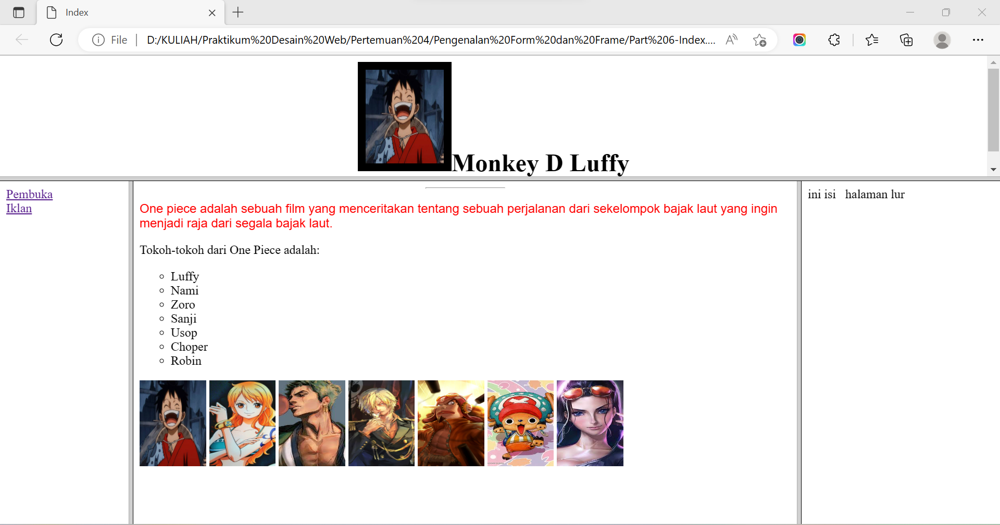 Index
File
D:/KULIAH/Praktikum%20Desain%20Web/Pertemuan%204/Pengenalan%20Form%20dan%20Frame/Part%206-Index....
Monkey D Luffy
Pembuka
Iklan
One piece adalah sebuah film yang menceritakan tentang sebuah perjalanan dari sekelompok bajak laut yang ingin
menjadi raja dari segala bajak laut.
Tokoh-tokoh dari One Piece adalah:
Luffy
Nami
Zoro
Sanji
Usop
Choper
Robin
ini isi   halaman lur